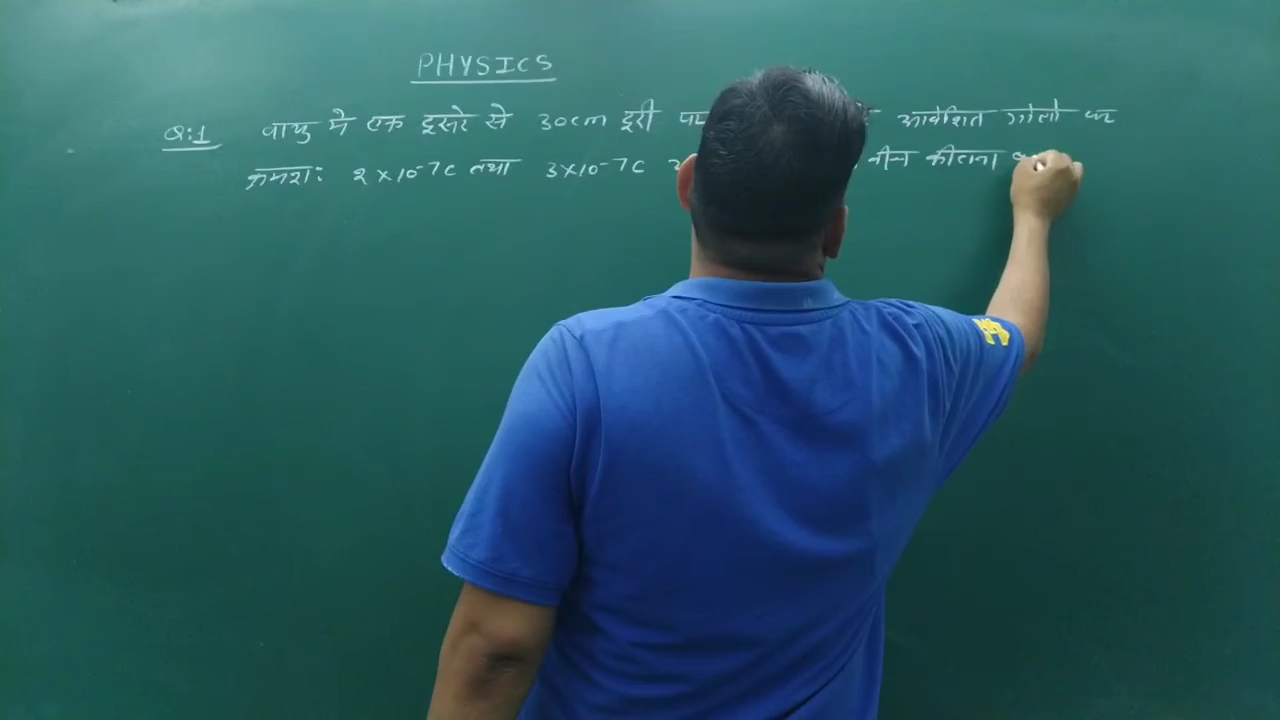 PHYSICS
Q:1 वायु मे एक दुसरे से 30cm दूरी पर आवेशित गोलो पर
क्रमश: 2 ×10-7C तथा 3×10-7C बीच कीतना